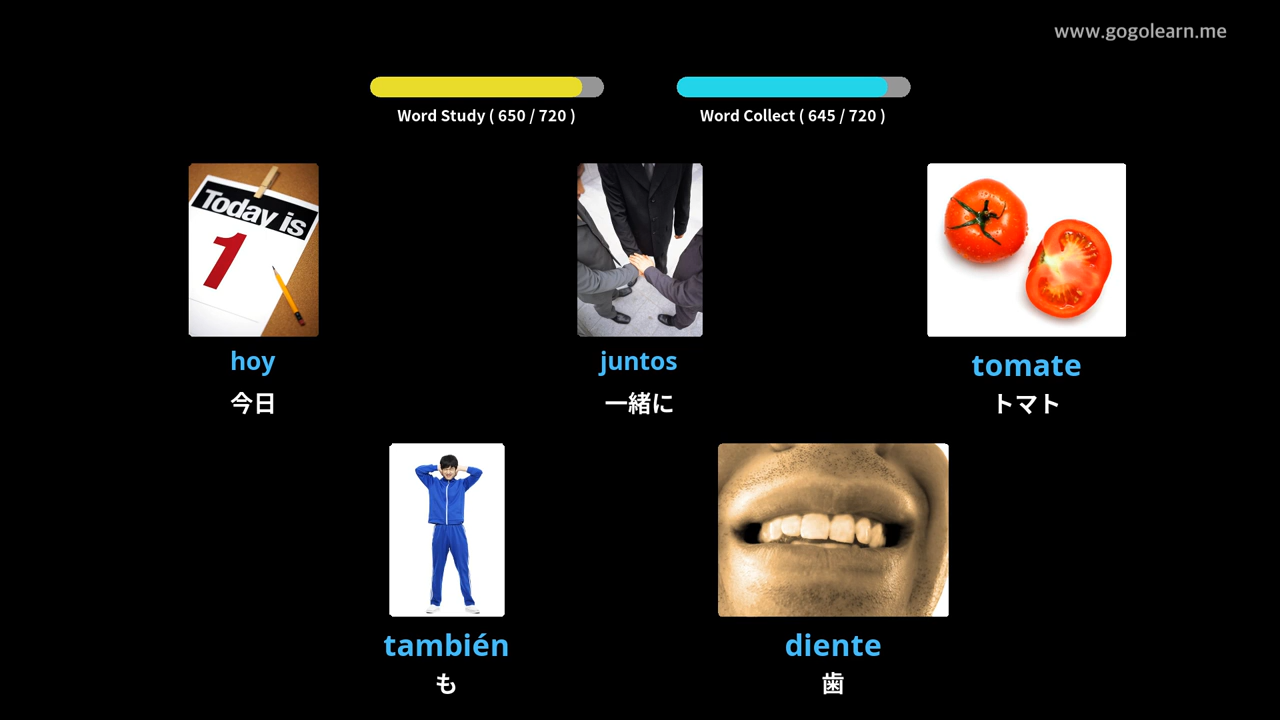 www.gogolearn.me
Word Study ( 650 / 720 )
Word Collect ( 645 / 720 )
Today is
1
hoy
juntos
tomate
今日
一緒に
トマト
también
diente
も
歯